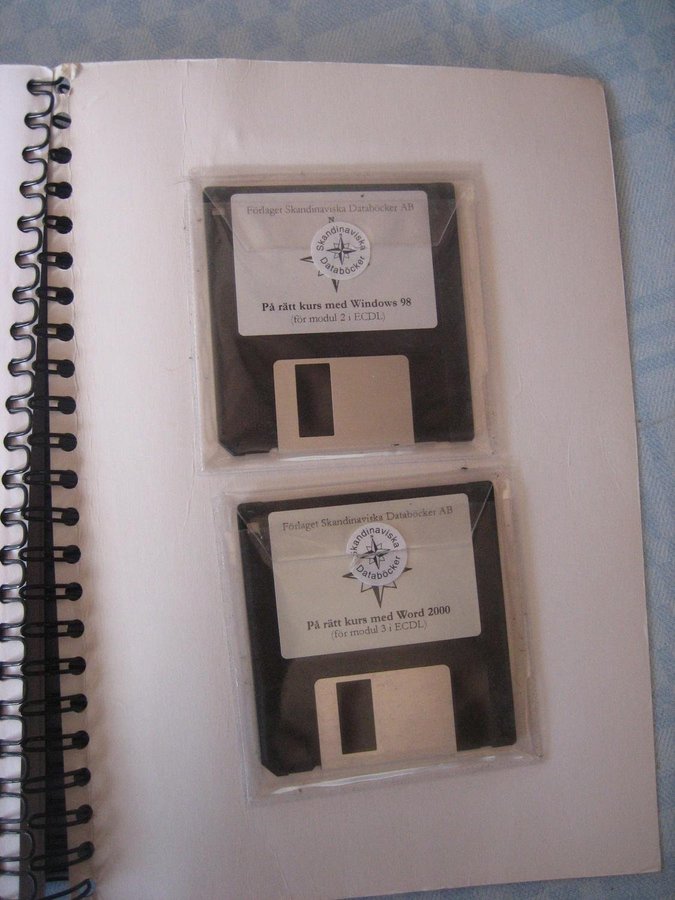 Förlaget Skandinaviska Databöcker AB
N
Skandinaviska
Databöcker
På rätt kurs med Windows 98
(för modul 2 i ECDL)
Förlaget Skandinaviska Databöcker AB
Skandinaviska
Databöcker
På rätt kurs med Word 2000
(för modul 3 i ECDL)